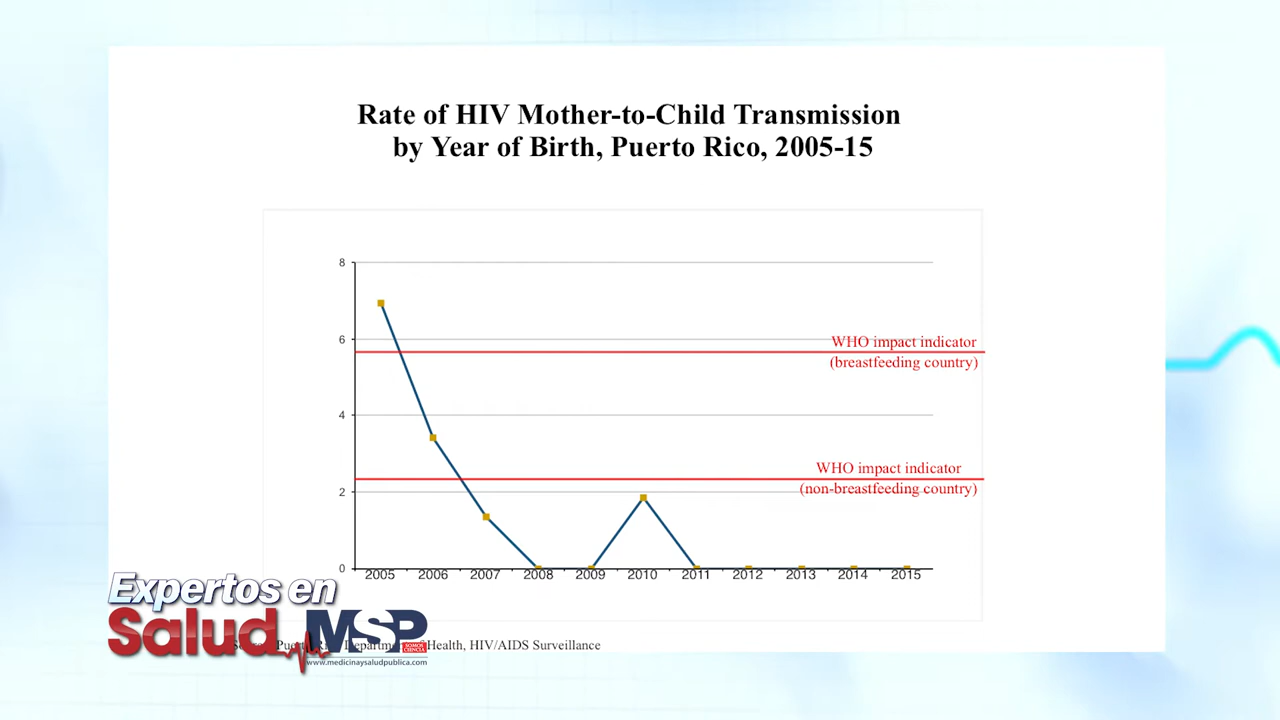 Rate of HIV Mother-to-Child Transmission
by Year of Birth, Puerto Rico, 2005-15
8
6
4
2
0
WHO impact indicator
(breastfeeding country)
WHO impact indicator
(non-breastfeeding country)
2005 2006 2007 2008 2009 2010 2011 2012 2013 2014 2015
Expertos en
Salud MSP
SOMOS CIENCIA
www.medicinaysaludpublica.com
Health, HIV/AIDS Surveillance